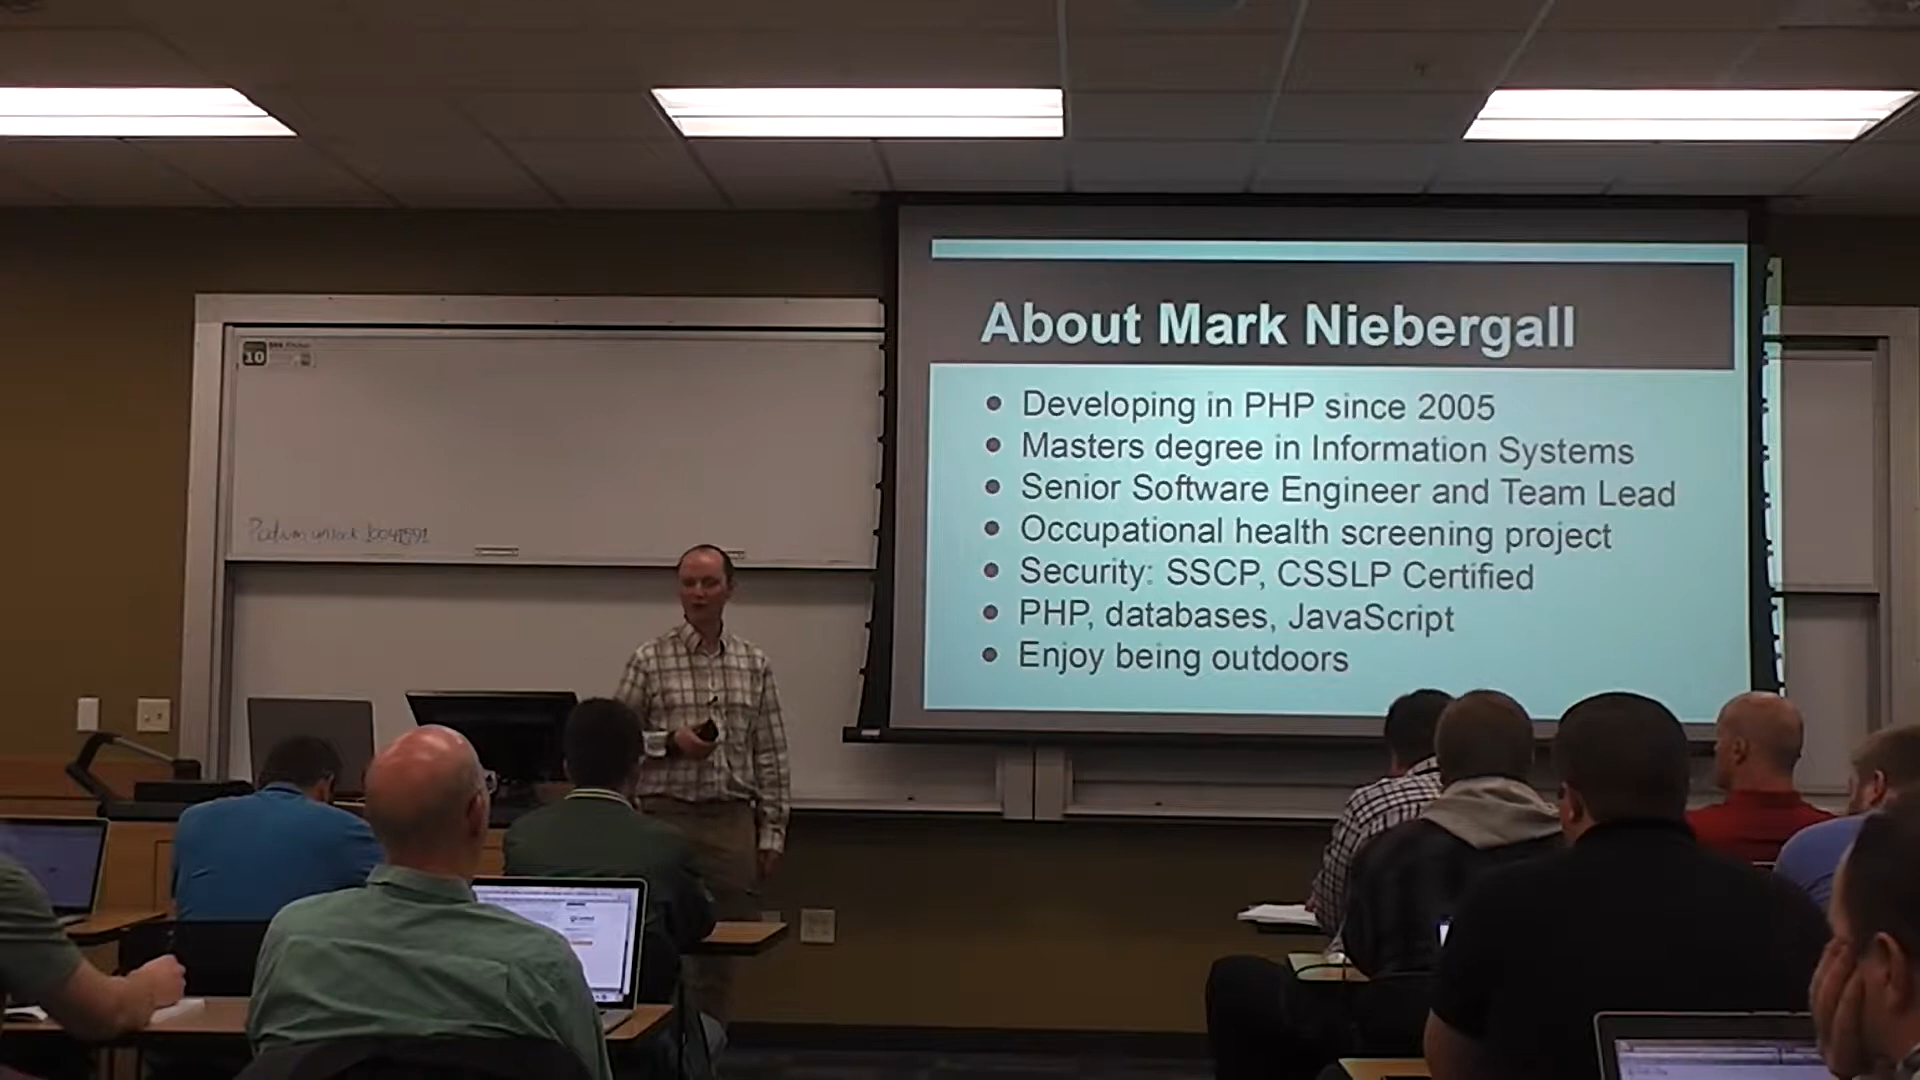 About Mark Niebergall
Developing in PHP since 2005
Masters degree in Information Systems
Senior Software Engineer and Team Lead
Occupational health screening project
Security: SSCP, CSSLP Certified
PHP, databases, JavaScript
Enjoy being outdoors
10